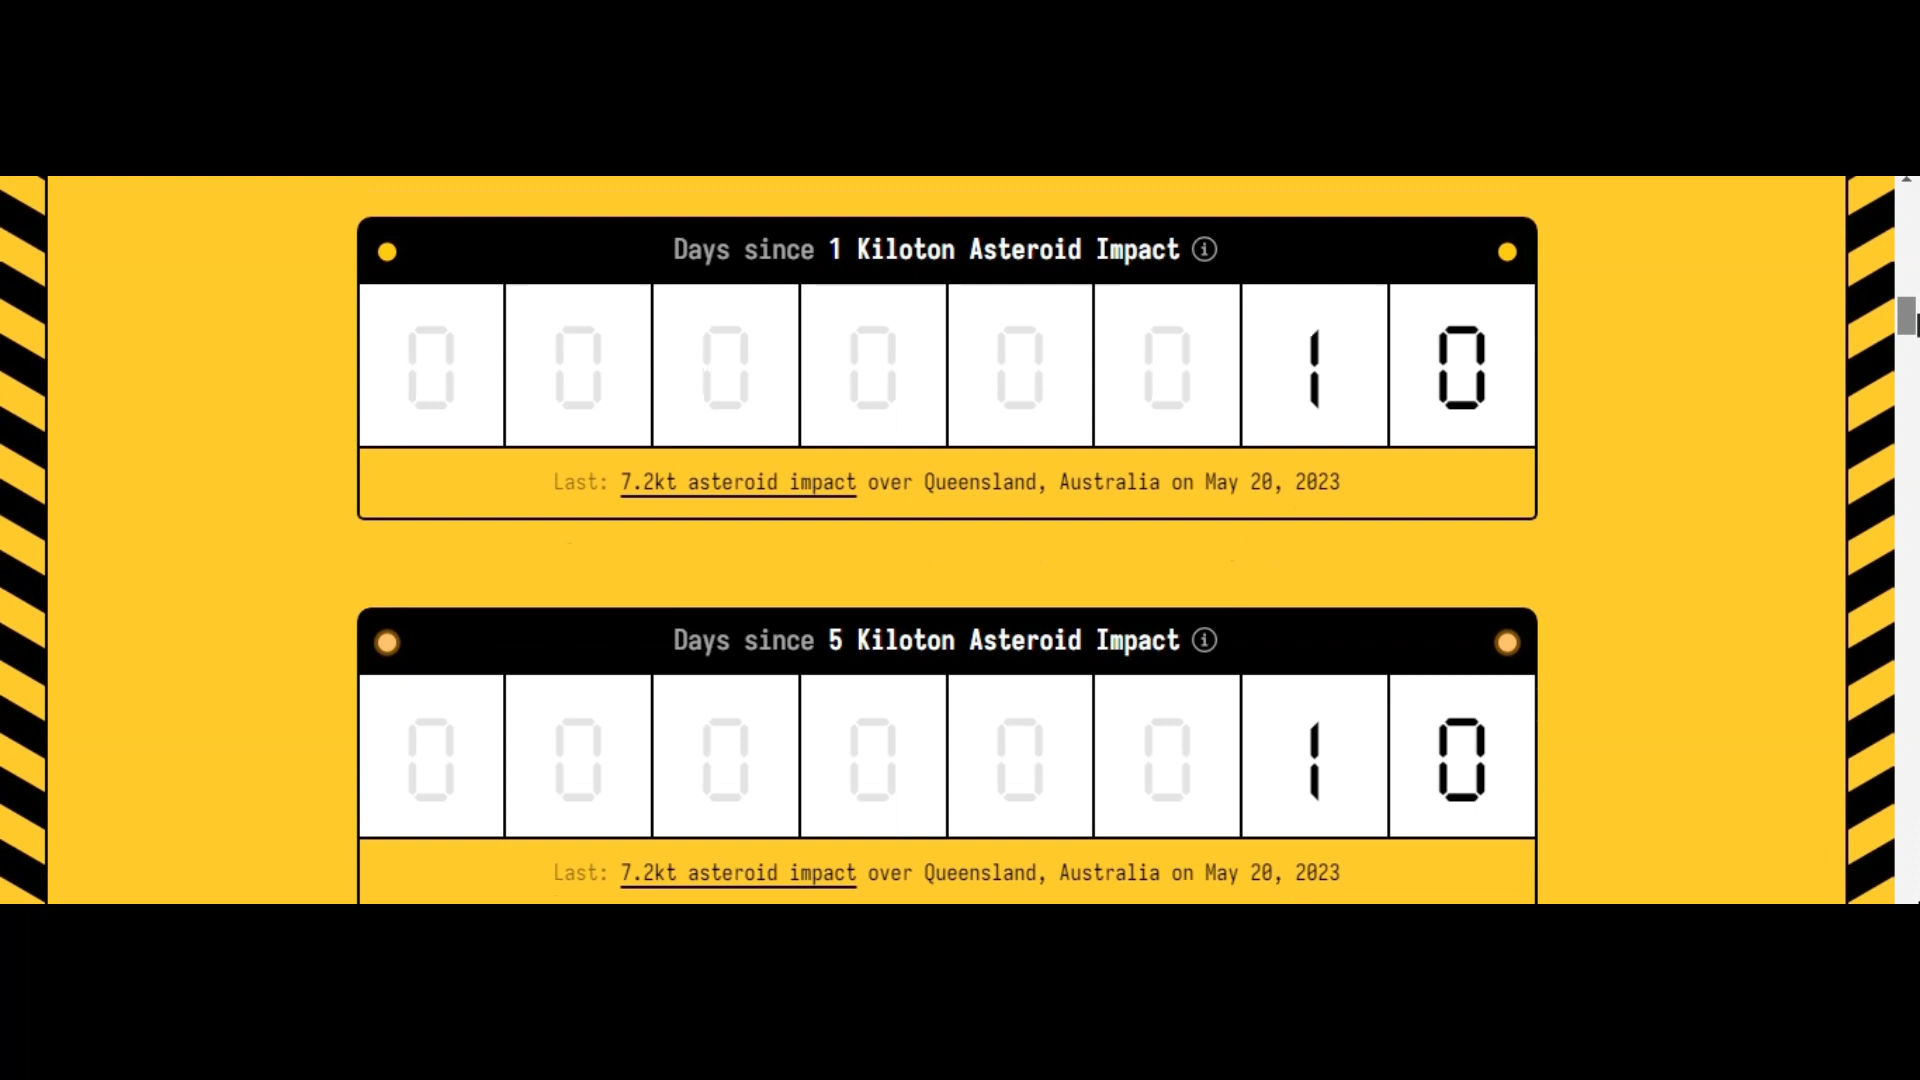 Days since 1 Kiloton Asteroid Impact
00000010
Last: 7.2kt asteroid impact over Queensland, Australia on May 20, 2023
Days since 5 Kiloton Asteroid Impact
00000010
Last: 7.2kt asteroid impact over Queensland, Australia on May 20, 2023